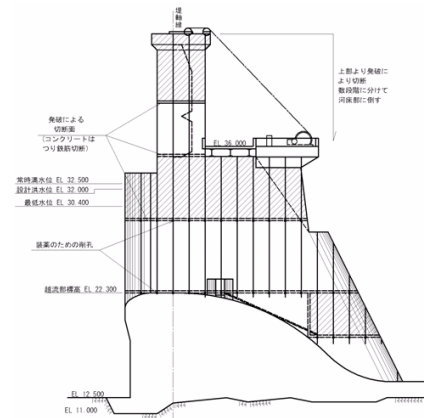 堤軸線
上部より発破に
より切断
数段階に分けて
河床部に倒す
発破による
切断面
(コンクリートは
つり鉄筋切断)
EL 36.000
常時満水位 EL 32.500
設計洪水位 EL 32.000
最低水位 EL 30.400
装薬のための削孔
越流部標高 EL 22.300
EL 12.500
EL 11.000